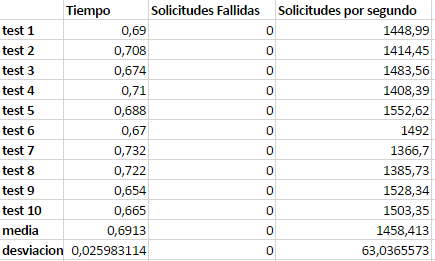 Tiempo Solicitudes Fallidas Solicitudes por segundo
test 1 0,69 0 1448,99
test 2 0,708 0 1414,45
test 3 0,674 0 1483,56
test 4 0,71 0 1408,39
test 5 0,688 0 1552,62
test 6 0,67 0 1492
test 7 0,732 0 1366,7
test 8 0,722 0 1385,73
test 9 0,654 0 1528,34
test 10 0,665 0 1503,35
media 0,6913 0 1458,413
desviacion 0,025983114 0 63,0365573